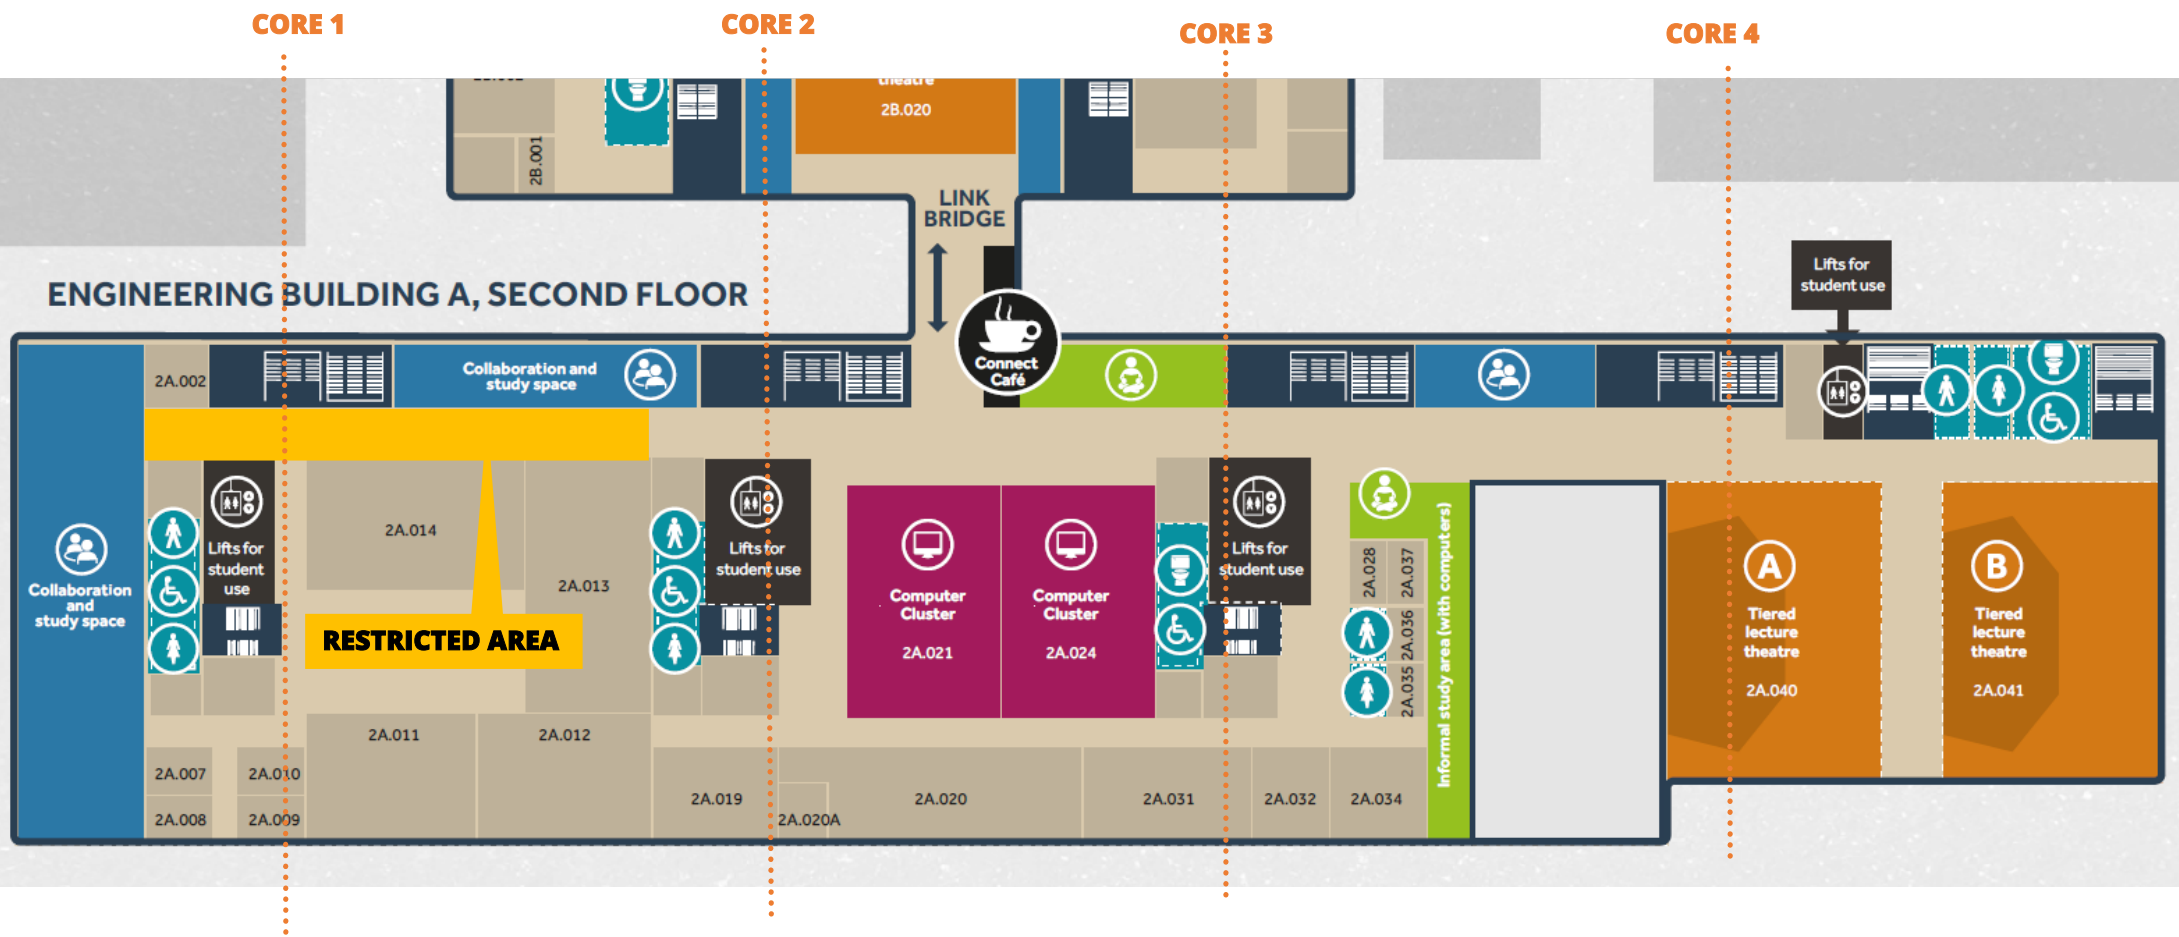 CORE 1
CORE 2
CORE 3
CORE 4
theatre
2B.020
2B.001
LINK
BRIDGE
ENGINEERING BUILDING A, SECOND FLOOR
Lifts for
student use
Connect
Café
2A.002
Collaboration and
study space
Collaboration
and
study space
Lifts for
student
use
2A.014
2A.013
RESTRICTED AREA
Lifts for
student use
Computer
Cluster
2A.021
Computer
Cluster
2A.024
Lifts for
student use
2A.028
2A.037
2A.036
2A.035
Informal study area (with computers)
A
Tiered
lecture
theatre
2A.040
B
Tiered
lecture
theatre
2A.041
2A.007
2A.008
2A.010
2A.009
2A.011
2A.012
2A.019
2A.020A
2A.020
2A.031
2A.032
2A.034